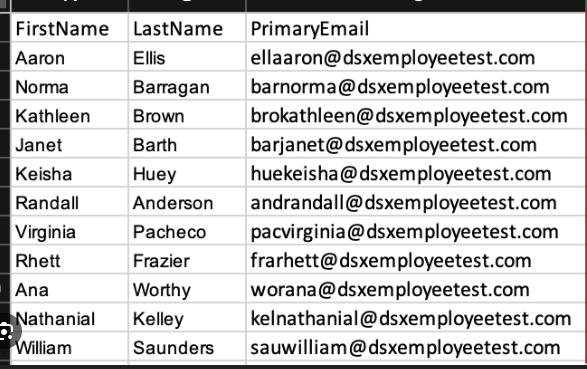 FirstName LastName PrimaryEmail
Aaron Ellis ellaaron@dsxemployeetest.com
Norma Barragan barnorma@dsxemployeetest.com
Kathleen Brown brokathleen@dsxemployeetest.com
Janet Barth barjanet@dsxemployeetest.com
Keisha Huey huekeisha@dsxemployeetest.com
Randall Anderson andrandall@dsxemployeetest.com
Virginia Pacheco pacvirginia@dsxemployeetest.com
Rhett Frazier frarhett@dsxemployeetest.com
Ana Worthy worana@dsxemployeetest.com
Nathanial Kelley kelnathanial@dsxemployeetest.com
William Saunders sauwilliam@dsxemployeetest.com